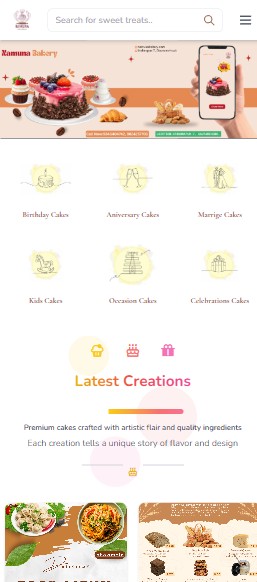 Search for sweet treats..
Xamuna Bakery
Birthday Cakes
Aniversary Cakes
Marrige Cakes
Kids Cakes
Occasion Cakes
Celebrations Cakes
Latest Creations
Premium cakes crafted with artistic flair and quality ingredients
Each creation tells a unique story of flavor and design